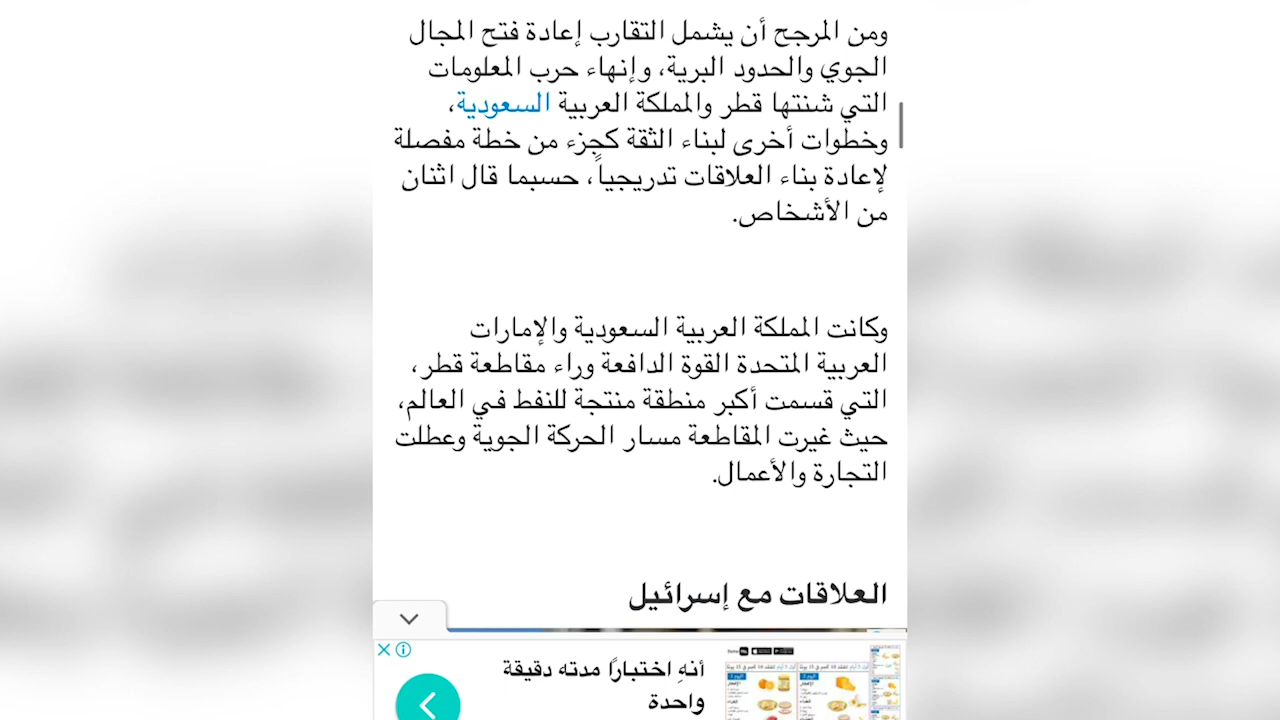 ومن المرجح أن يشمل التقارب إعادة فتح المجال
الجوي والحدود البرية، وإنهاء حرب المعلومات
التي شنتها قطر والمملكة العربية السعودية،
وخطوات أخرى لبناء الثقة كجزء من خطة مفصلة
لإعادة بناء العلاقات تدريجياً، حسبما قال اثنان
من الأشخاص.
وكانت المملكة العربية السعودية والإمارات
العربية المتحدة القوة الدافعة وراء مقاطعة قطر،
التي قسمت أكبر منطقة منتجة للنفط في العالم،
حيث غيرت المقاطعة مسار الحركة الجوية وعطلت
التجارة والأعمال.
العلاقات مع إسرائيل
أنهِ اختبارًا مدته دقيقة
واحدة